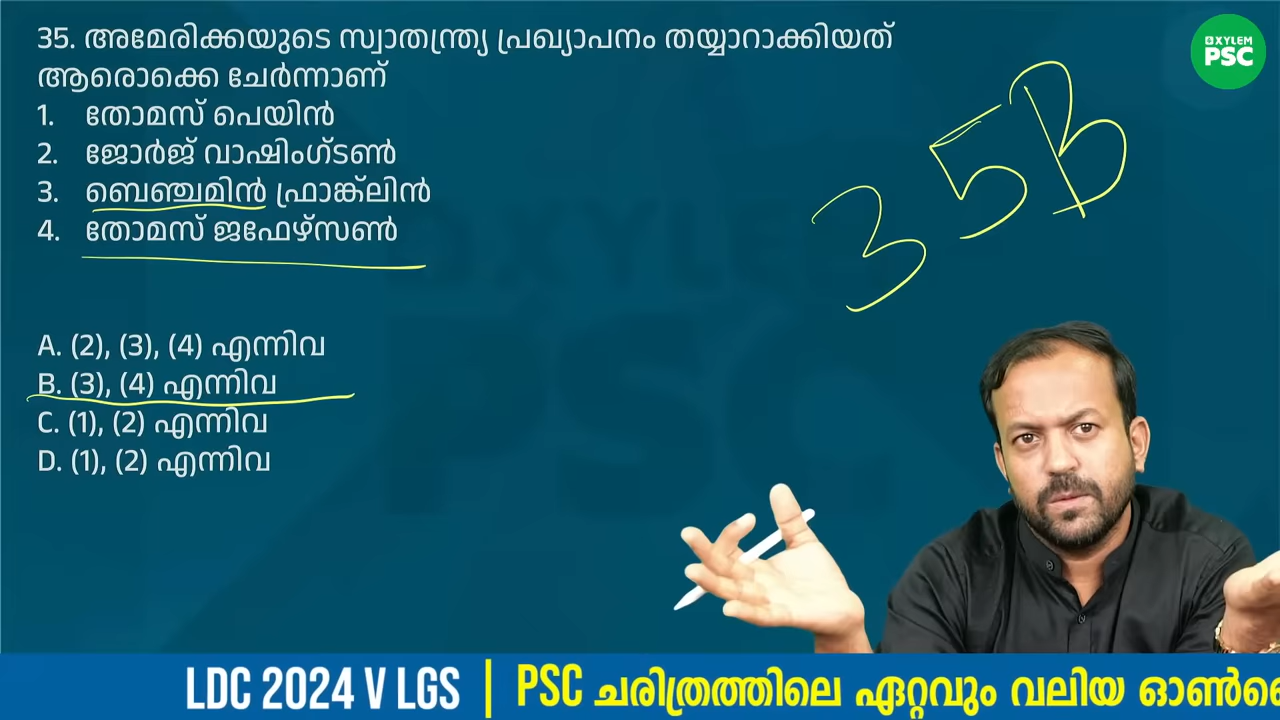 35. അമേരിക്കയുടെ സ്വാതന്ത്ര്യ പ്രഖ്യാപനം തയ്യാറാക്കിയത്
ആരൊക്കെ ചേർന്നാണ്
1. തോമസ് പെയിൻ
2. ജോർജ് വാഷിംഗ്ടൺ
3. ബെഞ്ചമിൻ ഫ്രാങ്ക്ലിൻ
4. തോമസ് ജഫേഴ്സൺ
A. (2), (3), (4) എന്നിവ
B. (3), (4) എന്നിവ
C. (1), (2) എന്നിവ
D. (1), (2) എന്നിവ
35B
XYLEM
PSC
LDC 2024 V LGS | PSC ചരിത്രത്തിലെ ഏറ്റവും വലിയ